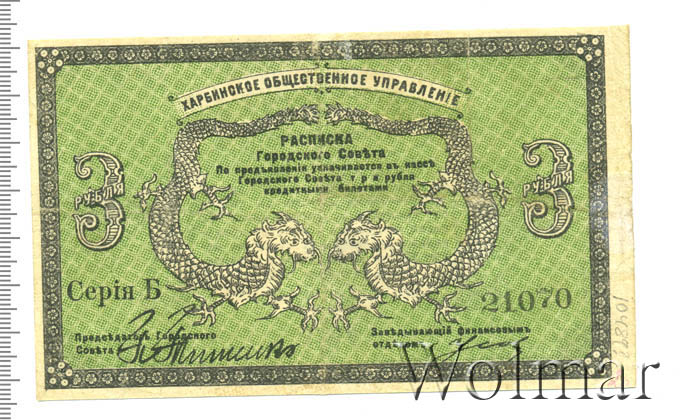 ХАРБИНСКОЕ ОБЩЕСТВЕННОЕ УПРАВЛЕНІЕ
РАСПИСКА
Городского Совѣта
По предъявленіи уплачивается въ кассѣ
Городского Совѣта т р и рубля
кредитными билетами
3 РУБЛЯ
3 РУБЛЯ
Серія Б
21070
Предсѣдатель Городского
Совѣта
Завѣдывающій финансовымъ
отдѣломъ
Wolmar